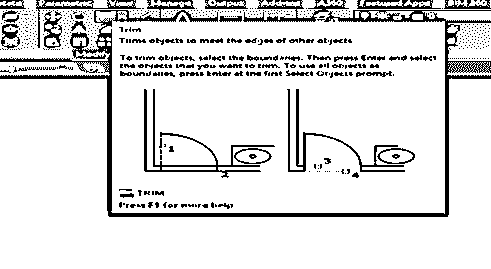 Parametric View Manage Output Add-ins A360 Featured Apps BIM 360
Trim
Trims objects to meet the edges of other objects
To trim objects, select the boundaries. Then press Enter and select
the objects that you want to trim. To use all objects as
boundaries, press Enter at the first Select Objects prompt.
1
2
3
4
TRIM
Press F1 for more help